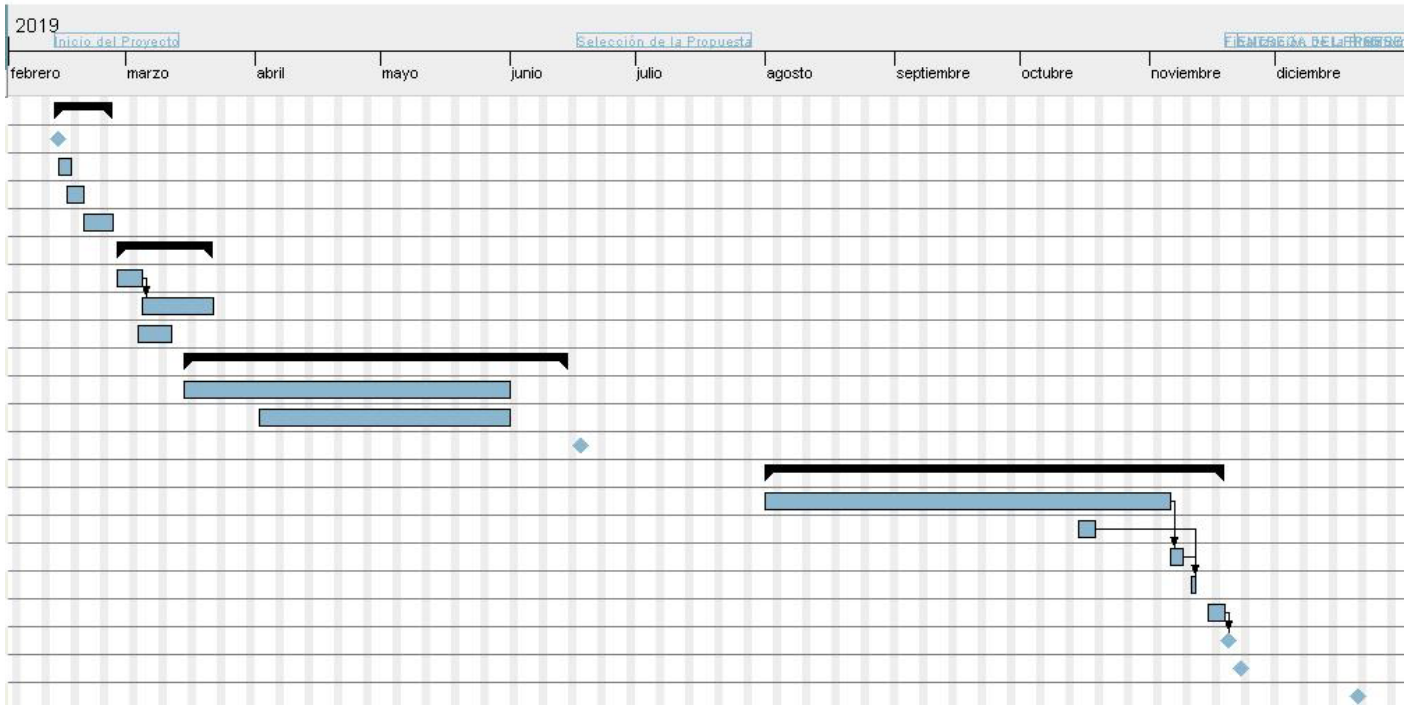 2019
Inicio del Proyecto
Selección de la Propuesta
febrero
marzo
abril
mayo
junio
julio
agosto
septiembre
octubre
noviembre
diciembre